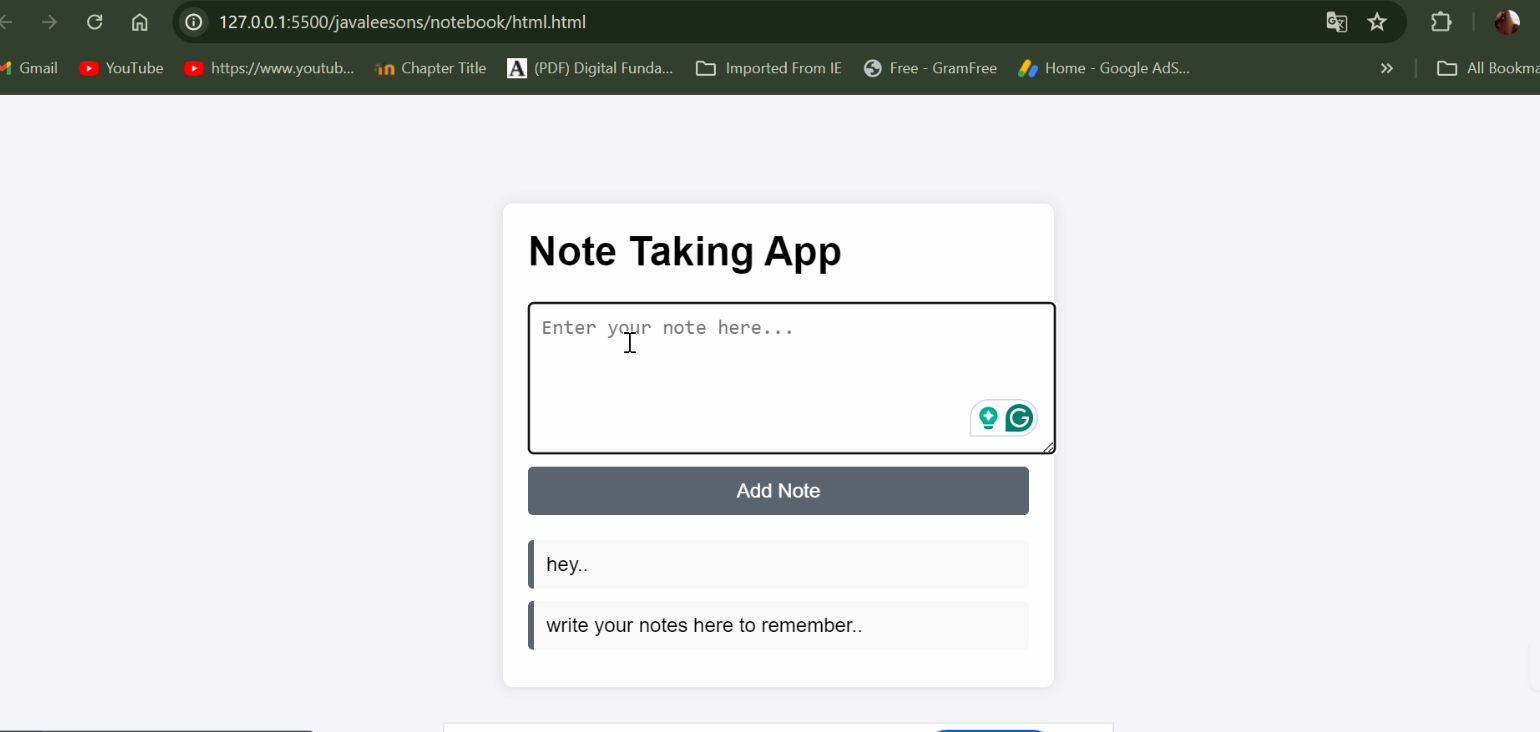 127.0.0.1:5500/javaleesons/notebook/html.html
Gmail YouTube https://www.youtub... Chapter Title A (PDF) Digital Funda... Imported From IE Free - GramFree Home - Google AdS... » All Bookma
Note Taking App
Enter your note here...
Add Note
hey..
write your notes here to remember..